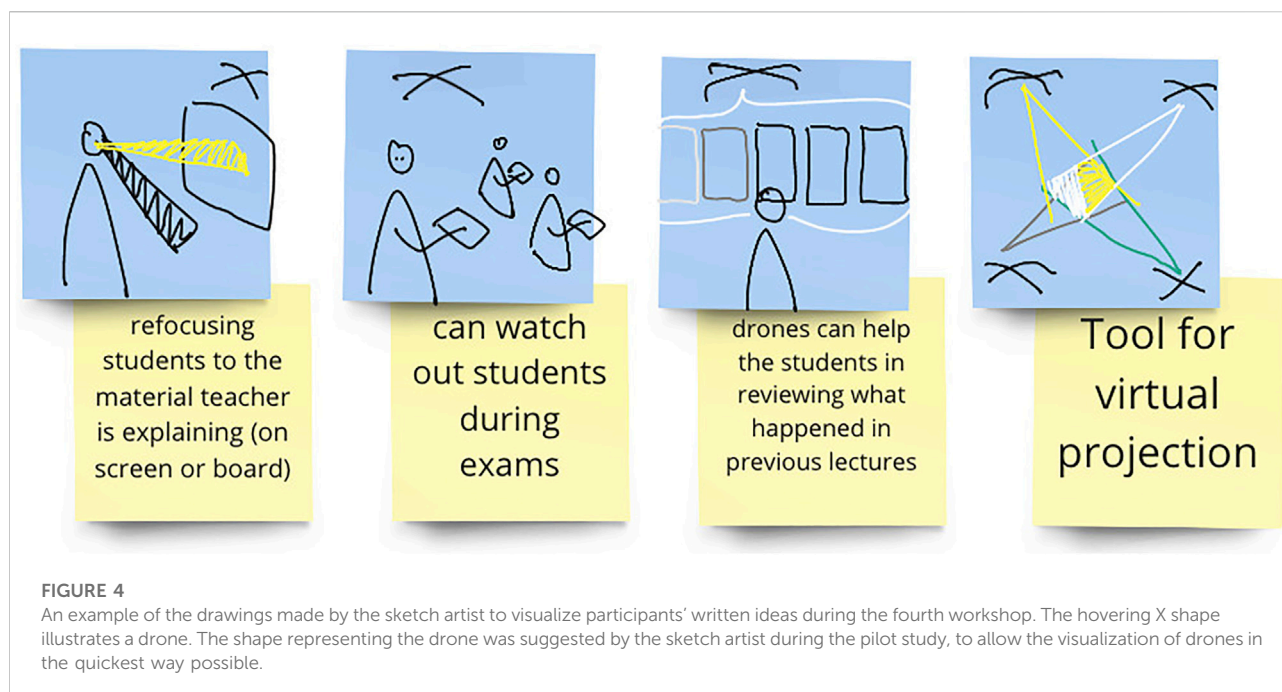 refocusing
students to the
material teacher
is explaining (on
screen or board)
can watch
out students
during
exams
drones can help
the students in
reviewing what
happened in
previous lectures
Tool for
virtual
projection
FIGURE 4
An example of the drawings made by the sketch artist to visualize participants’ written ideas during the fourth workshop. The hovering X shape
illustrates a drone. The shape representing the drone was suggested by the sketch artist during the pilot study, to allow the visualization of drones in
the quickest way possible.